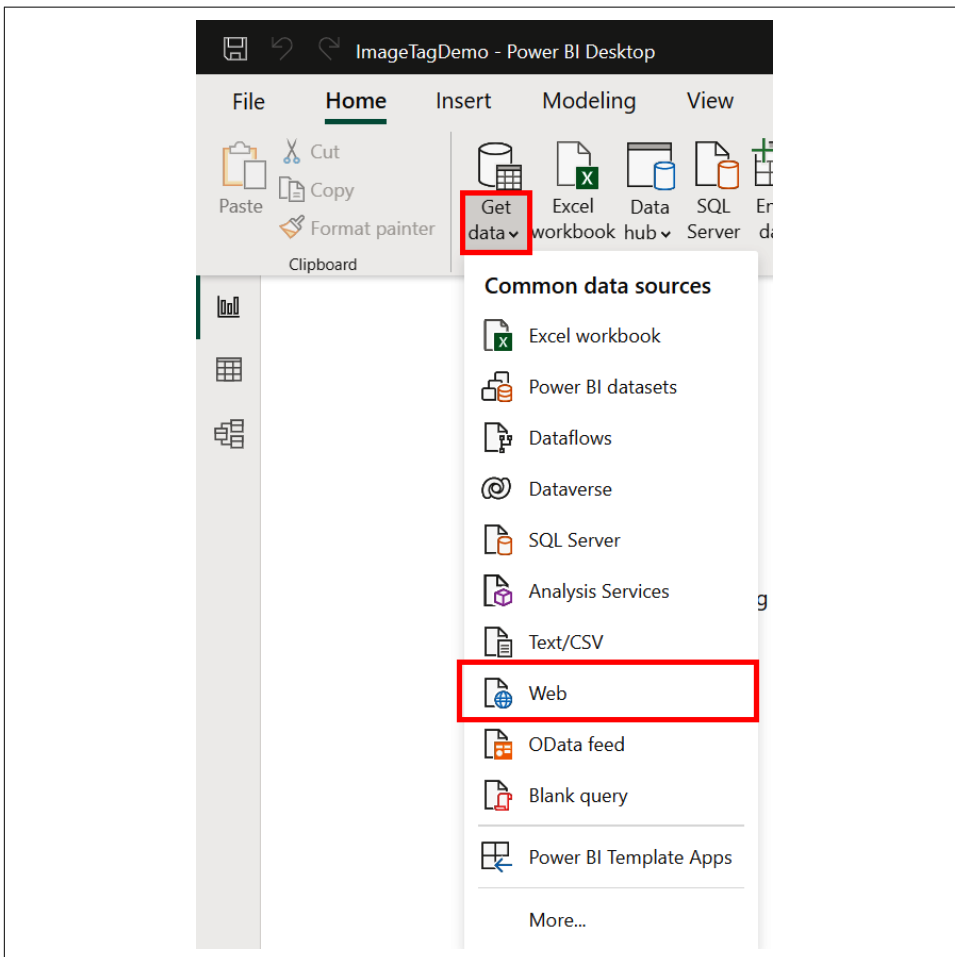 ImageTagDemo - Power BI Desktop
File Home Insert Modeling View
Cut
Copy
Paste
Format painter
Clipboard
Get data
Excel workbook
Data hub
SQL Server
Common data sources
Excel workbook
Power BI datasets
Dataflows
Dataverse
SQL Server
Analysis Services
Text/CSV
Web
OData feed
Blank query
Power BI Template Apps
More...